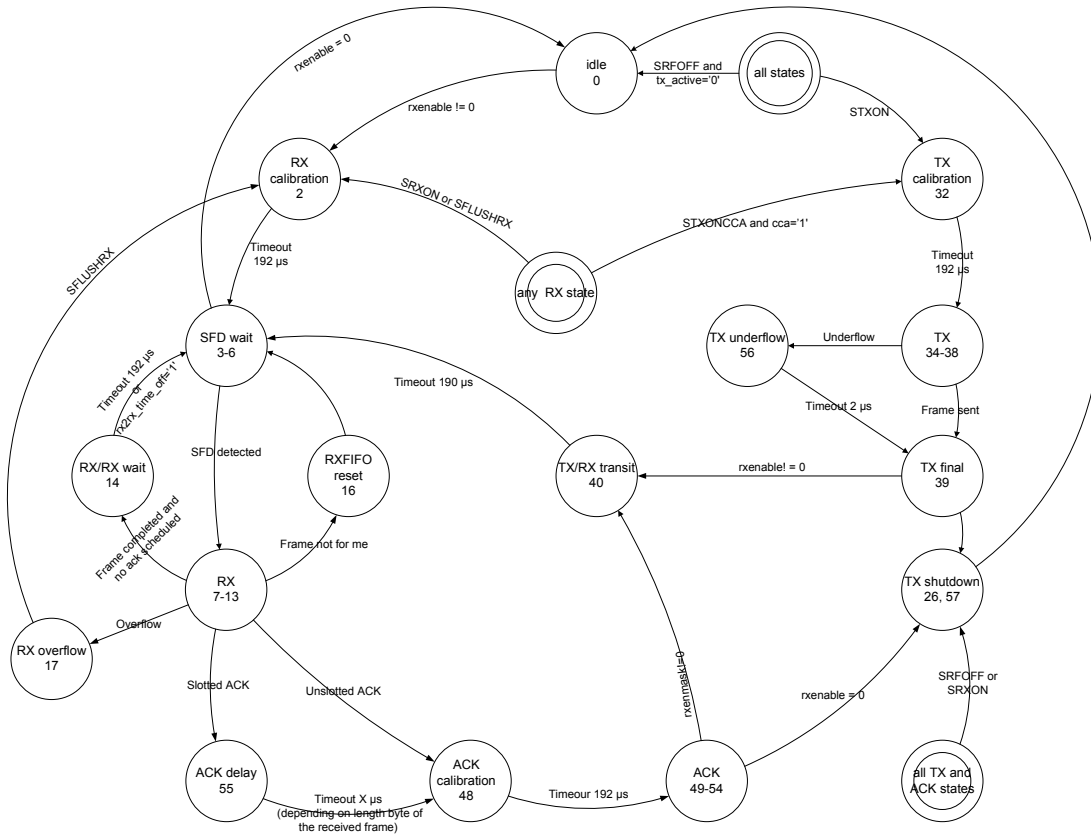 rxenable = 0
idle
0
SRFOFF and
tx_active='0'
all states
rxenable != 0
STXON
RX
calibration
2
TX
calibration
32
SRXON or SFLUSHRX
STXONCCA and cca='1'
Timeout
192 µs
Timeout
192 µs
SFLUSHRX
any  RX state
SFD wait
3-6
TX underflow
56
Underflow
TX
34-38
Timeout 192 µs
or
rx2rx_time_off='1'
Timeout 190 µs
Timeout 2 µs
Frame sent
SFD detected
RX/RX wait
14
RXFIFO
reset
16
TX/RX transit
40
rxenable! = 0
TX final
39
Frame completed and
no ack scheduled
Frame not for me
RX
7-13
TX shutdown
26, 57
Overflow
RX overflow
17
rxenmask!=0
Slotted ACK
Unslotted ACK
rxenable = 0
SRFOFF or
SRXON
ACK delay
55
Timeout X µs
(depending on length byte of
the received frame)
ACK
calibration
48
Timeour 192 µs
ACK
49-54
all TX and
ACK states